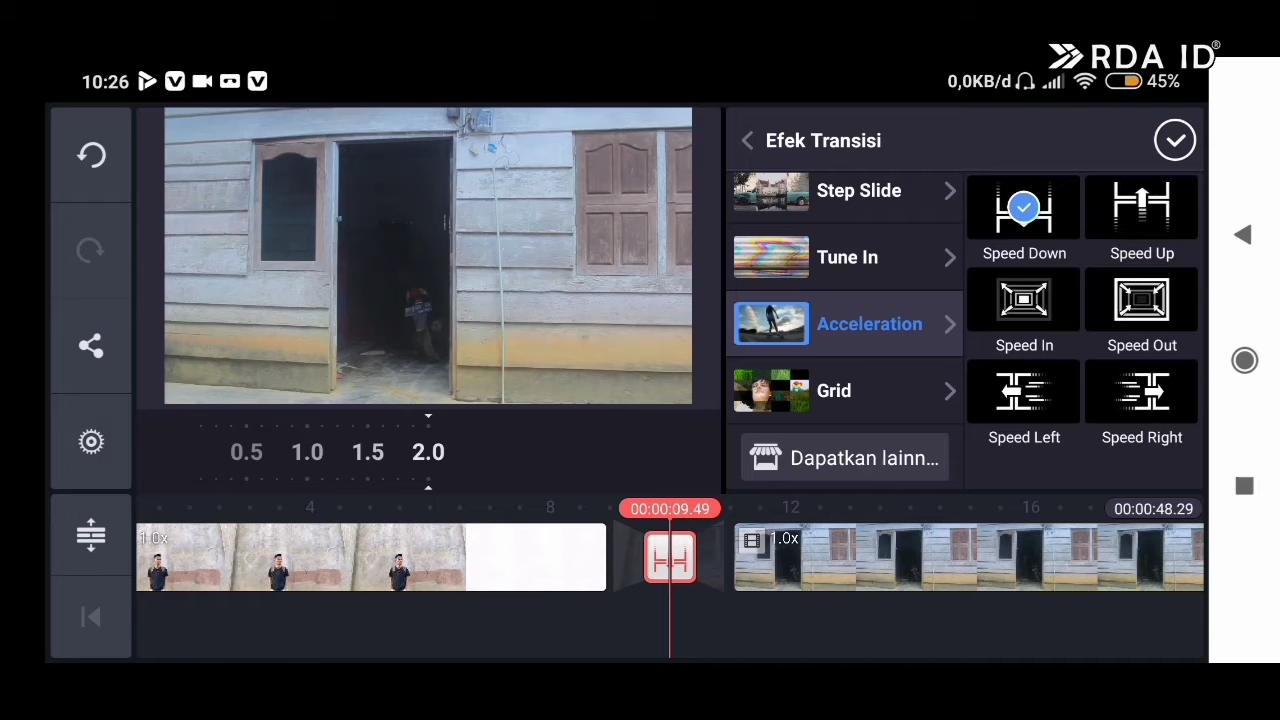 RDA ID®
10:26
0,0KB/d
45%
Efek Transisi
Step Slide
Tune In
Acceleration
Grid
Dapatkan lainn...
Speed Down
Speed Up
Speed In
Speed Out
Speed Left
Speed Right
0.5 1.0 1.5 2.0
4 8 12 16
00:00:09.49
00:00:48.29
1.0x
1.0x